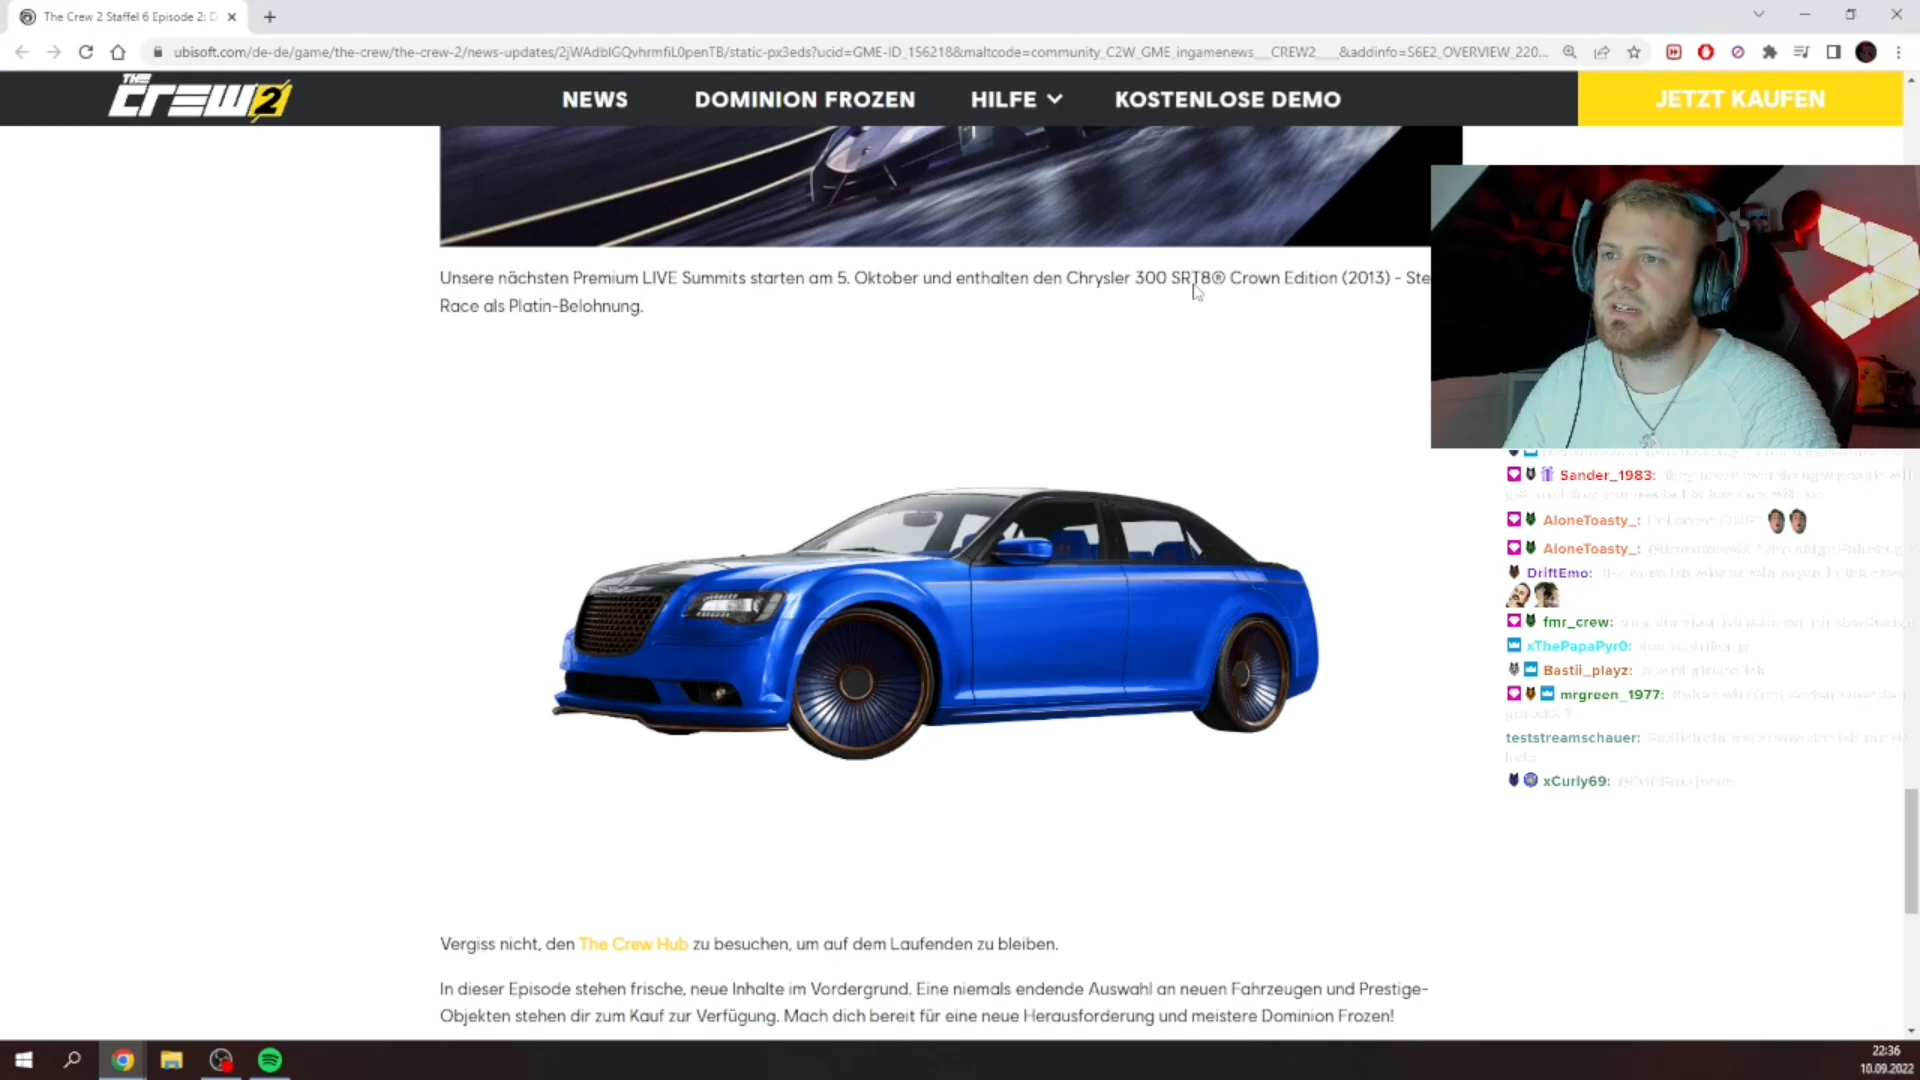 The Crew 2 Staffel 6 Episode 2: D
ubisoft.com/de-de/game/the-crew/the-crew-2/news-updates/2jWAdbIGQvhrmfiL0penTB/static-px3eds?ucid=GME-ID_156218&maltcode=community_C2W_GME_ingamenews__CREW2___&addinfo=S6E2_OVERVIEW_220...
THE CREW 2
NEWS
DOMINION FROZEN
HILFE
KOSTENLOSE DEMO
JETZT KAUFEN
Unsere nächsten Premium LIVE Summits starten am 5. Oktober und enthalten den Chrysler 300 SRT8® Crown Edition (2013) - Ste
Race als Platin-Belohnung.
Sander_1983:
AloneToasty_:
AloneToasty_:
DriftEmo:
fmr_crew:
xThePapaPyr0:
Bastii_playz:
mrgreen_1977:
teststreamschauer:
xCurly69:
Vergiss nicht, den The Crew Hub zu besuchen, um auf dem Laufenden zu bleiben.
In dieser Episode stehen frische, neue Inhalte im Vordergrund. Eine niemals endende Auswahl an neuen Fahrzeugen und Prestige-
Objekten stehen dir zum Kauf zur Verfügung. Mach dich bereit für eine neue Herausforderung und meistere Dominion Frozen!
22:36
10.09.2022